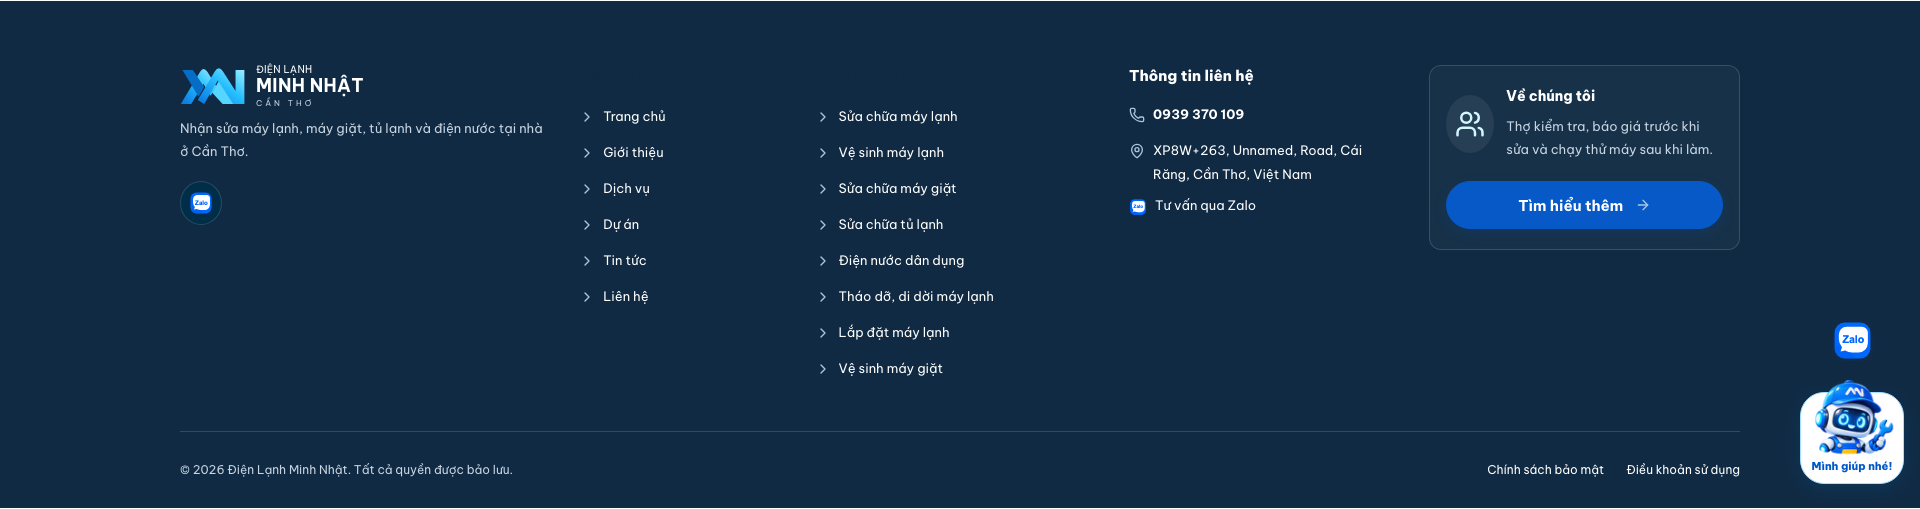 ĐIỆN LẠNH
MINH NHẬT
CẦN THƠ
Nhận sửa máy lạnh, máy giặt, tủ lạnh và điện nước tại nhà
ở Cần Thơ.
Zalo
Trang chủ
Giới thiệu
Dịch vụ
Dự án
Tin tức
Liên hệ
Sửa chữa máy lạnh
Vệ sinh máy lạnh
Sửa chữa máy giặt
Sửa chữa tủ lạnh
Điện nước dân dụng
Tháo dỡ, di dời máy lạnh
Lắp đặt máy lạnh
Vệ sinh máy giặt
Thông tin liên hệ
0939 370 109
XP8W+263, Unnamed, Road, Cái
Răng, Cần Thơ, Việt Nam
Zalo
Tư vấn qua Zalo
Về chúng tôi
Thợ kiểm tra, báo giá trước khi
sửa và chạy thử máy sau khi làm.
Tìm hiểu thêm
Zalo
Mình giúp nhé!
© 2026 Điện Lạnh Minh Nhật. Tất cả quyền được bảo lưu.
Chính sách bảo mật
Điều khoản sử dụng